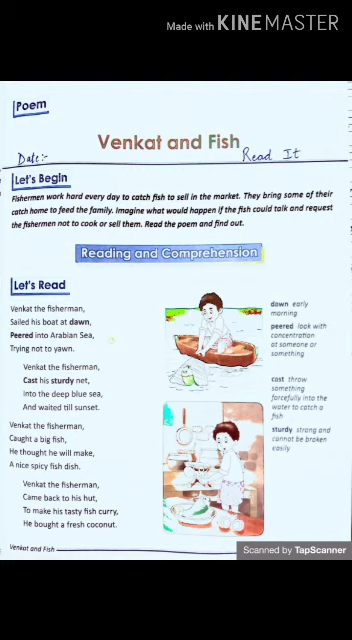 Made with KINEMASTER
Poem
Venkat and Fish
Date:-
Read It
Let's Begin
Fishermen work hard every day to catch fish to sell in the market. They bring some of their
catch home to feed the family. Imagine what would happen if the fish could talk and request
the fishermen not to cook or sell them. Read the poem and find out.
Reading and Comprehension
Let's Read
Venkat the fisherman,
Sailed his boat at dawn,
Peered into Arabian Sea,
Trying not to yawn.
Venkat the fisherman,
Cast his sturdy net,
Into the deep blue sea,
And waited till sunset.
Venkat the fisherman,
Caught a big fish,
He thought he will make,
A nice spicy fish dish.
Venkat the fisherman,
Came back to his hut,
To make his tasty fish curry,
He bought a fresh coconut.
dawn early
morning
peered look with
concentration
at someone or
something
cast throw
something
forcefully into the
water to catch a
fish
sturdy strong and
cannot be broken
easily
Venkat and Fish
Scanned by TapScanner